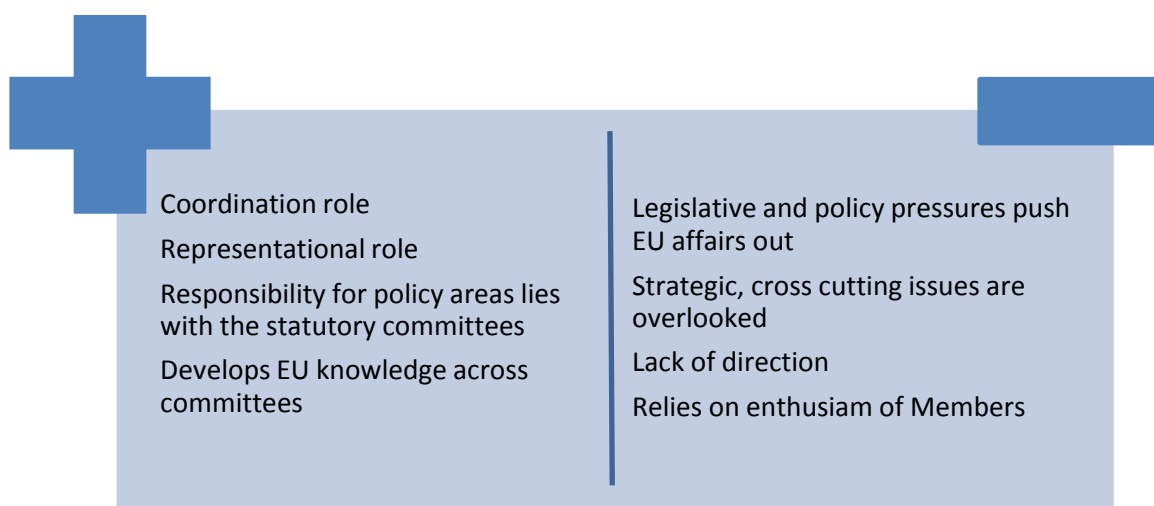 Coordination role
Representational role
Responsibility for policy areas lies
with the statutory committees
Develops EU knowledge across
committees
Legislative and policy pressures push
EU affairs out
Strategic, cross cutting issues are
overlooked
Lack of direction
Relies on enthusiam of Members